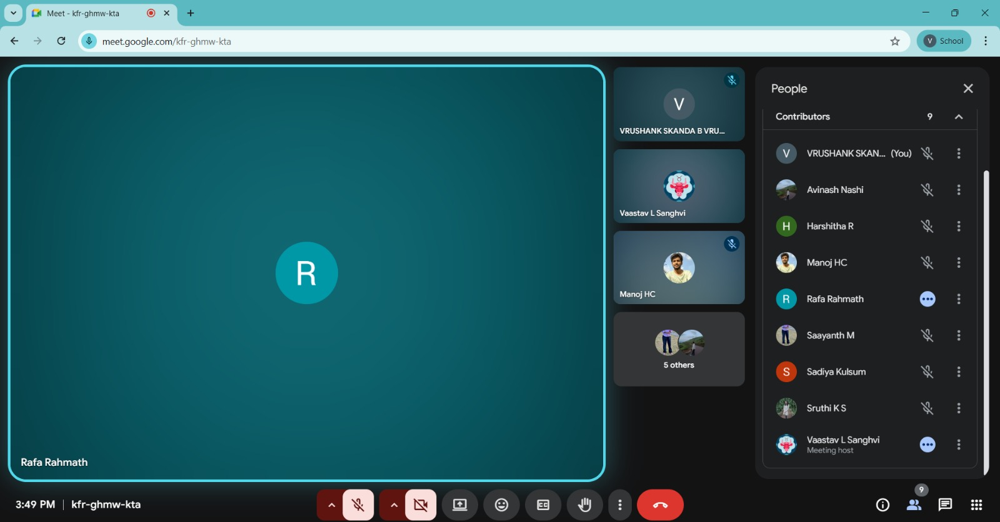 Meet - kfr-ghmw-kta
meet.google.com/kfr-ghmw-kta
V School
R
Rafa Rahmath
V
VRUSHANK SKANDA B VRU...
Vaastav L Sanghvi
Manoj HC
5 others
People
Contributors 9
V VRUSHANK SKAN... (You)
Avinash Nashi
H Harshitha R
Manoj HC
R Rafa Rahmath
Saayanth M
S Sadiya Kulsum
Sruthi K S
Vaastav L Sanghvi
Meeting host
3:49 PM | kfr-ghmw-kta
CC
9